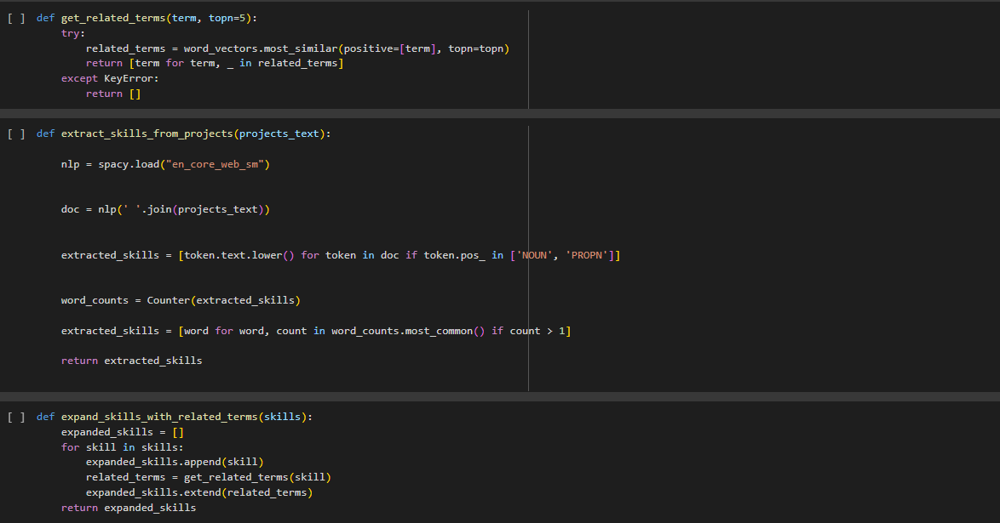 [ ] def get_related_terms(term, topn=5):
        try:
            related_terms = word_vectors.most_similar(positive=[term], topn=topn)
            return [term for term, _ in related_terms]
        except KeyError:
            return []
[ ] def extract_skills_from_projects(projects_text):
        nlp = spacy.load("en_core_web_sm")
        doc = nlp(' '.join(projects_text))
        extracted_skills = [token.text.lower() for token in doc if token.pos_ in ['NOUN', 'PROPN']]
        word_counts = Counter(extracted_skills)
        extracted_skills = [word for word, count in word_counts.most_common() if count > 1]
        return extracted_skills
[ ] def expand_skills_with_related_terms(skills):
        expanded_skills = []
        for skill in skills:
            expanded_skills.append(skill)
            related_terms = get_related_terms(skill)
            expanded_skills.extend(related_terms)
        return expanded_skills